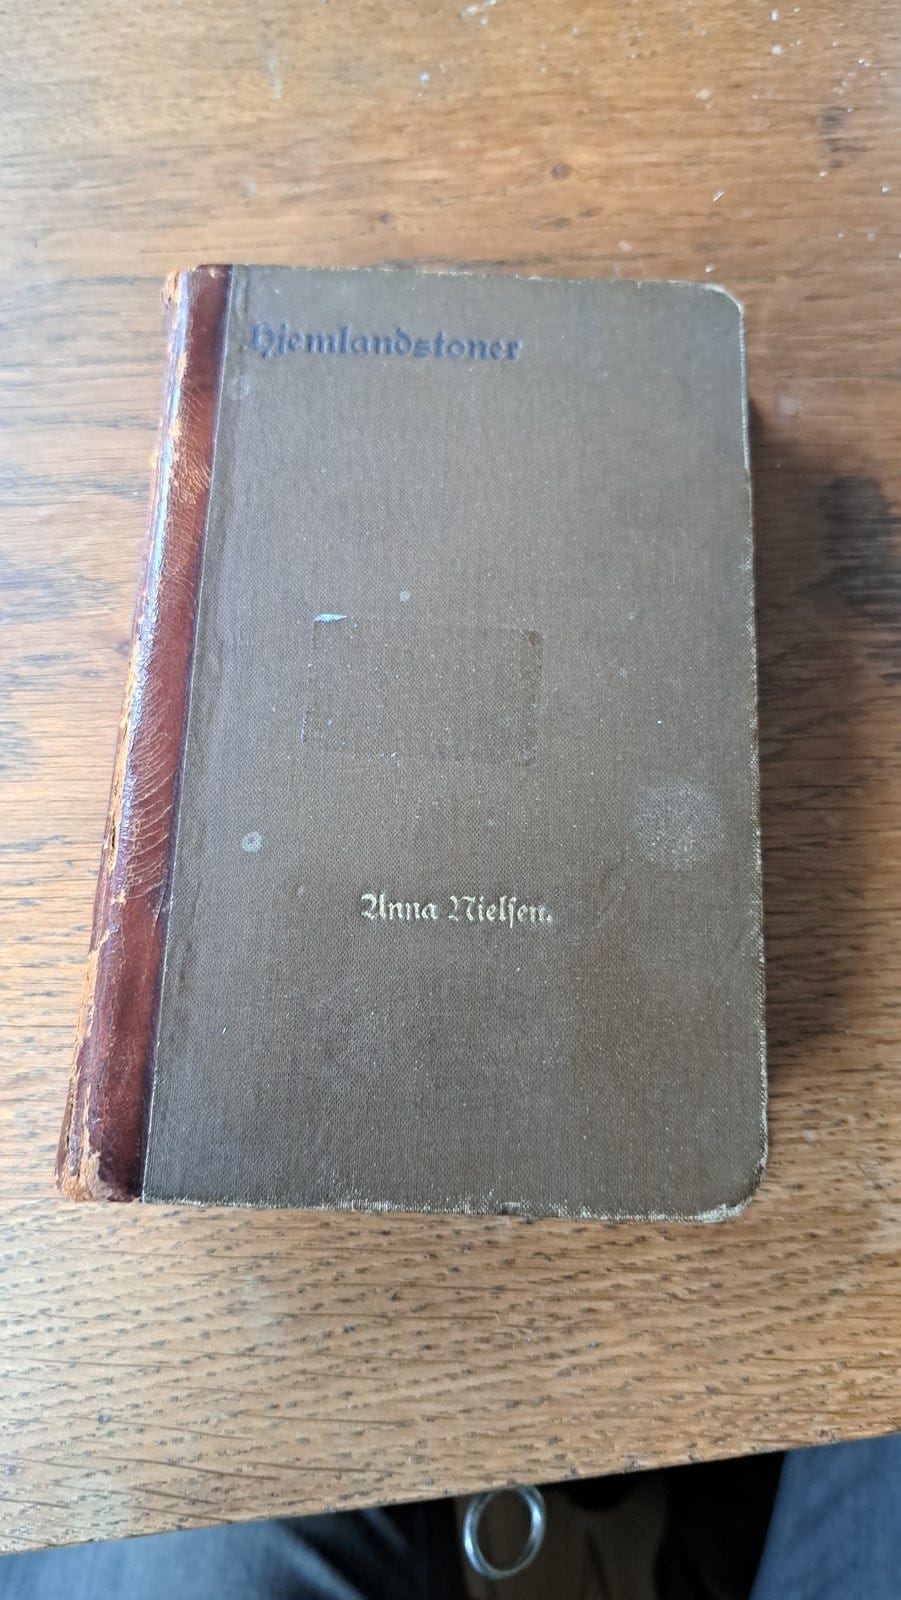 Hjemlandstoner
Anna Nielsen.